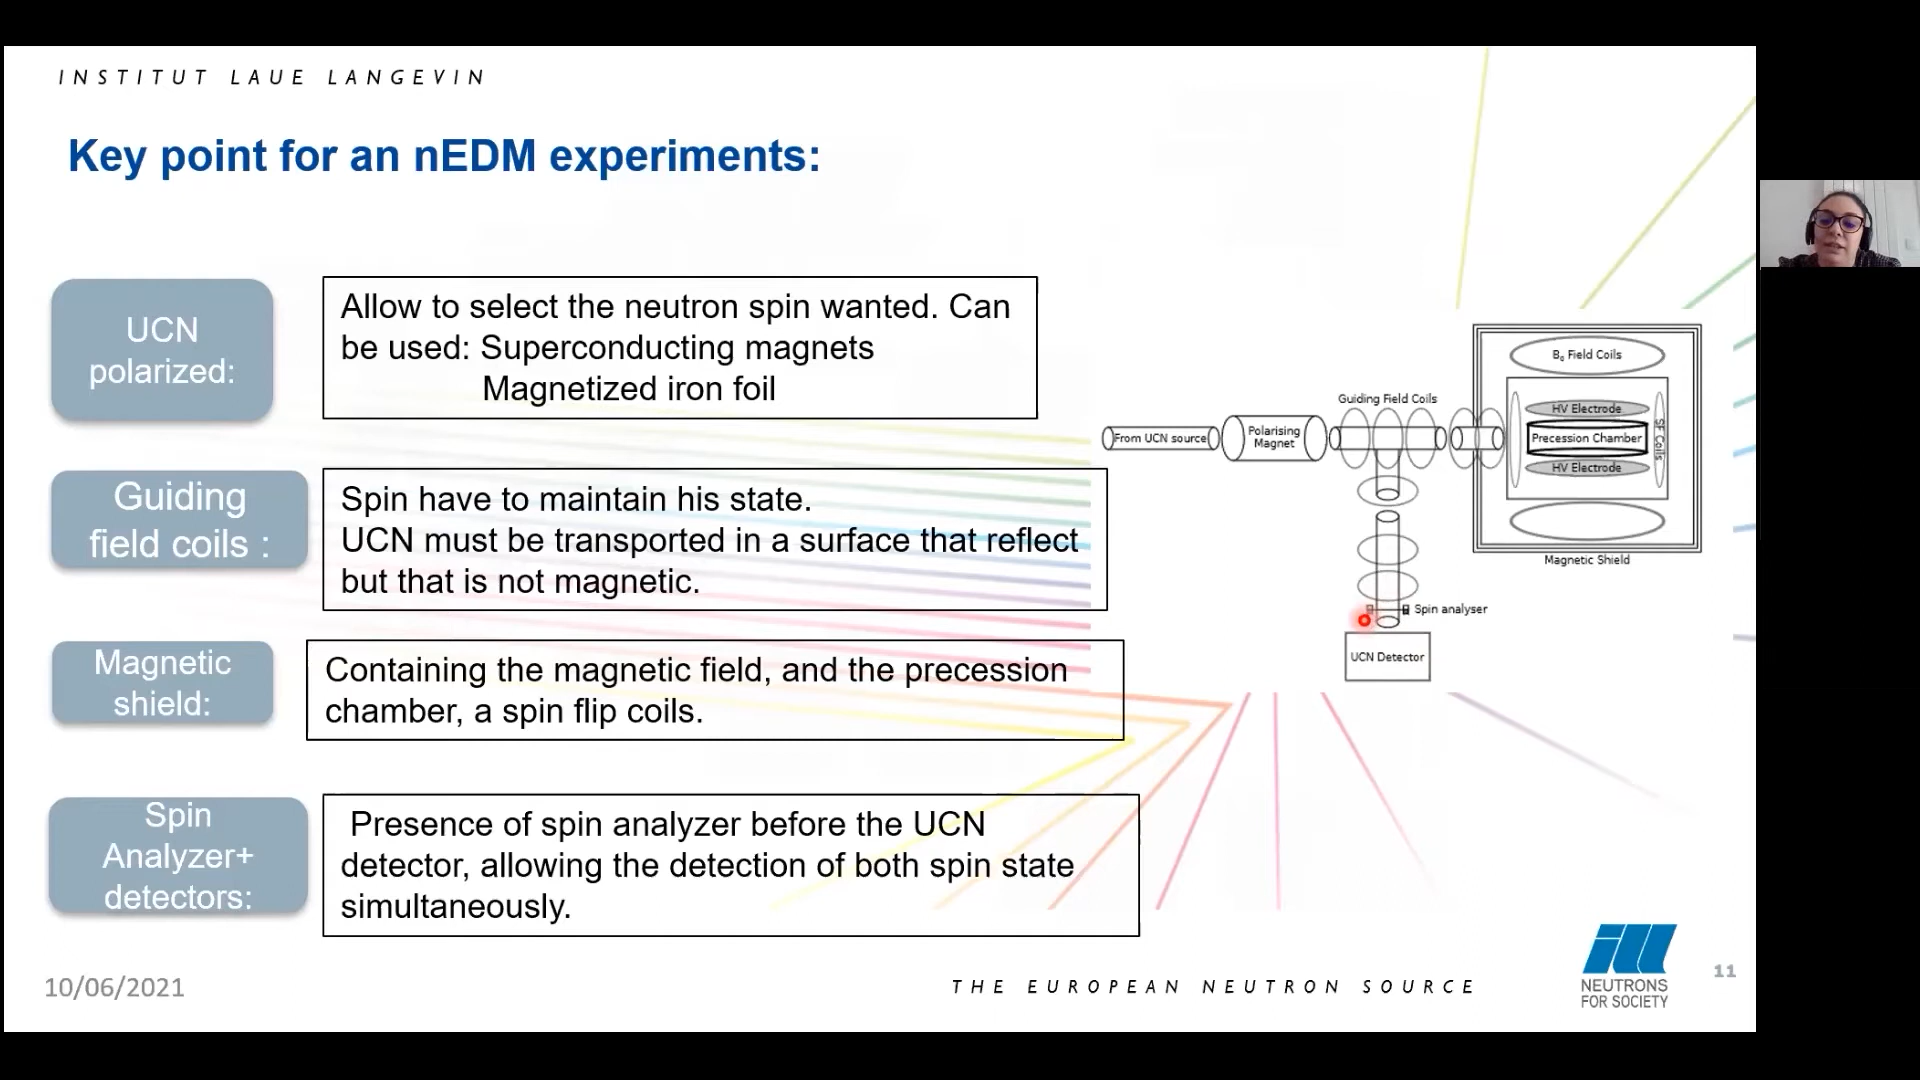 INSTITUT LAUE LANGEVIN
Key point for an nEDM experiments:
UCN
polarized:
Allow to select the neutron spin wanted. Can
be used: Superconducting magnets
Magnetized iron foil
Guiding
field coils :
Spin have to maintain his state.
UCN must be transported in a surface that reflect
but that is not magnetic.
Magnetic
shield:
Containing the magnetic field, and the precession
chamber, a spin flip coils.
Spin
Analyzer+
detectors:
Presence of spin analyzer before the UCN
detector, allowing the detection of both spin state
simultaneously.
From UCN source
Polarising
Magnet
Guiding Field Coils
B₀ Field Coils
HV Electrode
Precession Chamber
HV Electrode
SF Coils
Magnetic Shield
Spin analyser
UCN Detector
10/06/2021
THE EUROPEAN NEUTRON SOURCE
ill
NEUTRONS
FOR SOCIETY
11